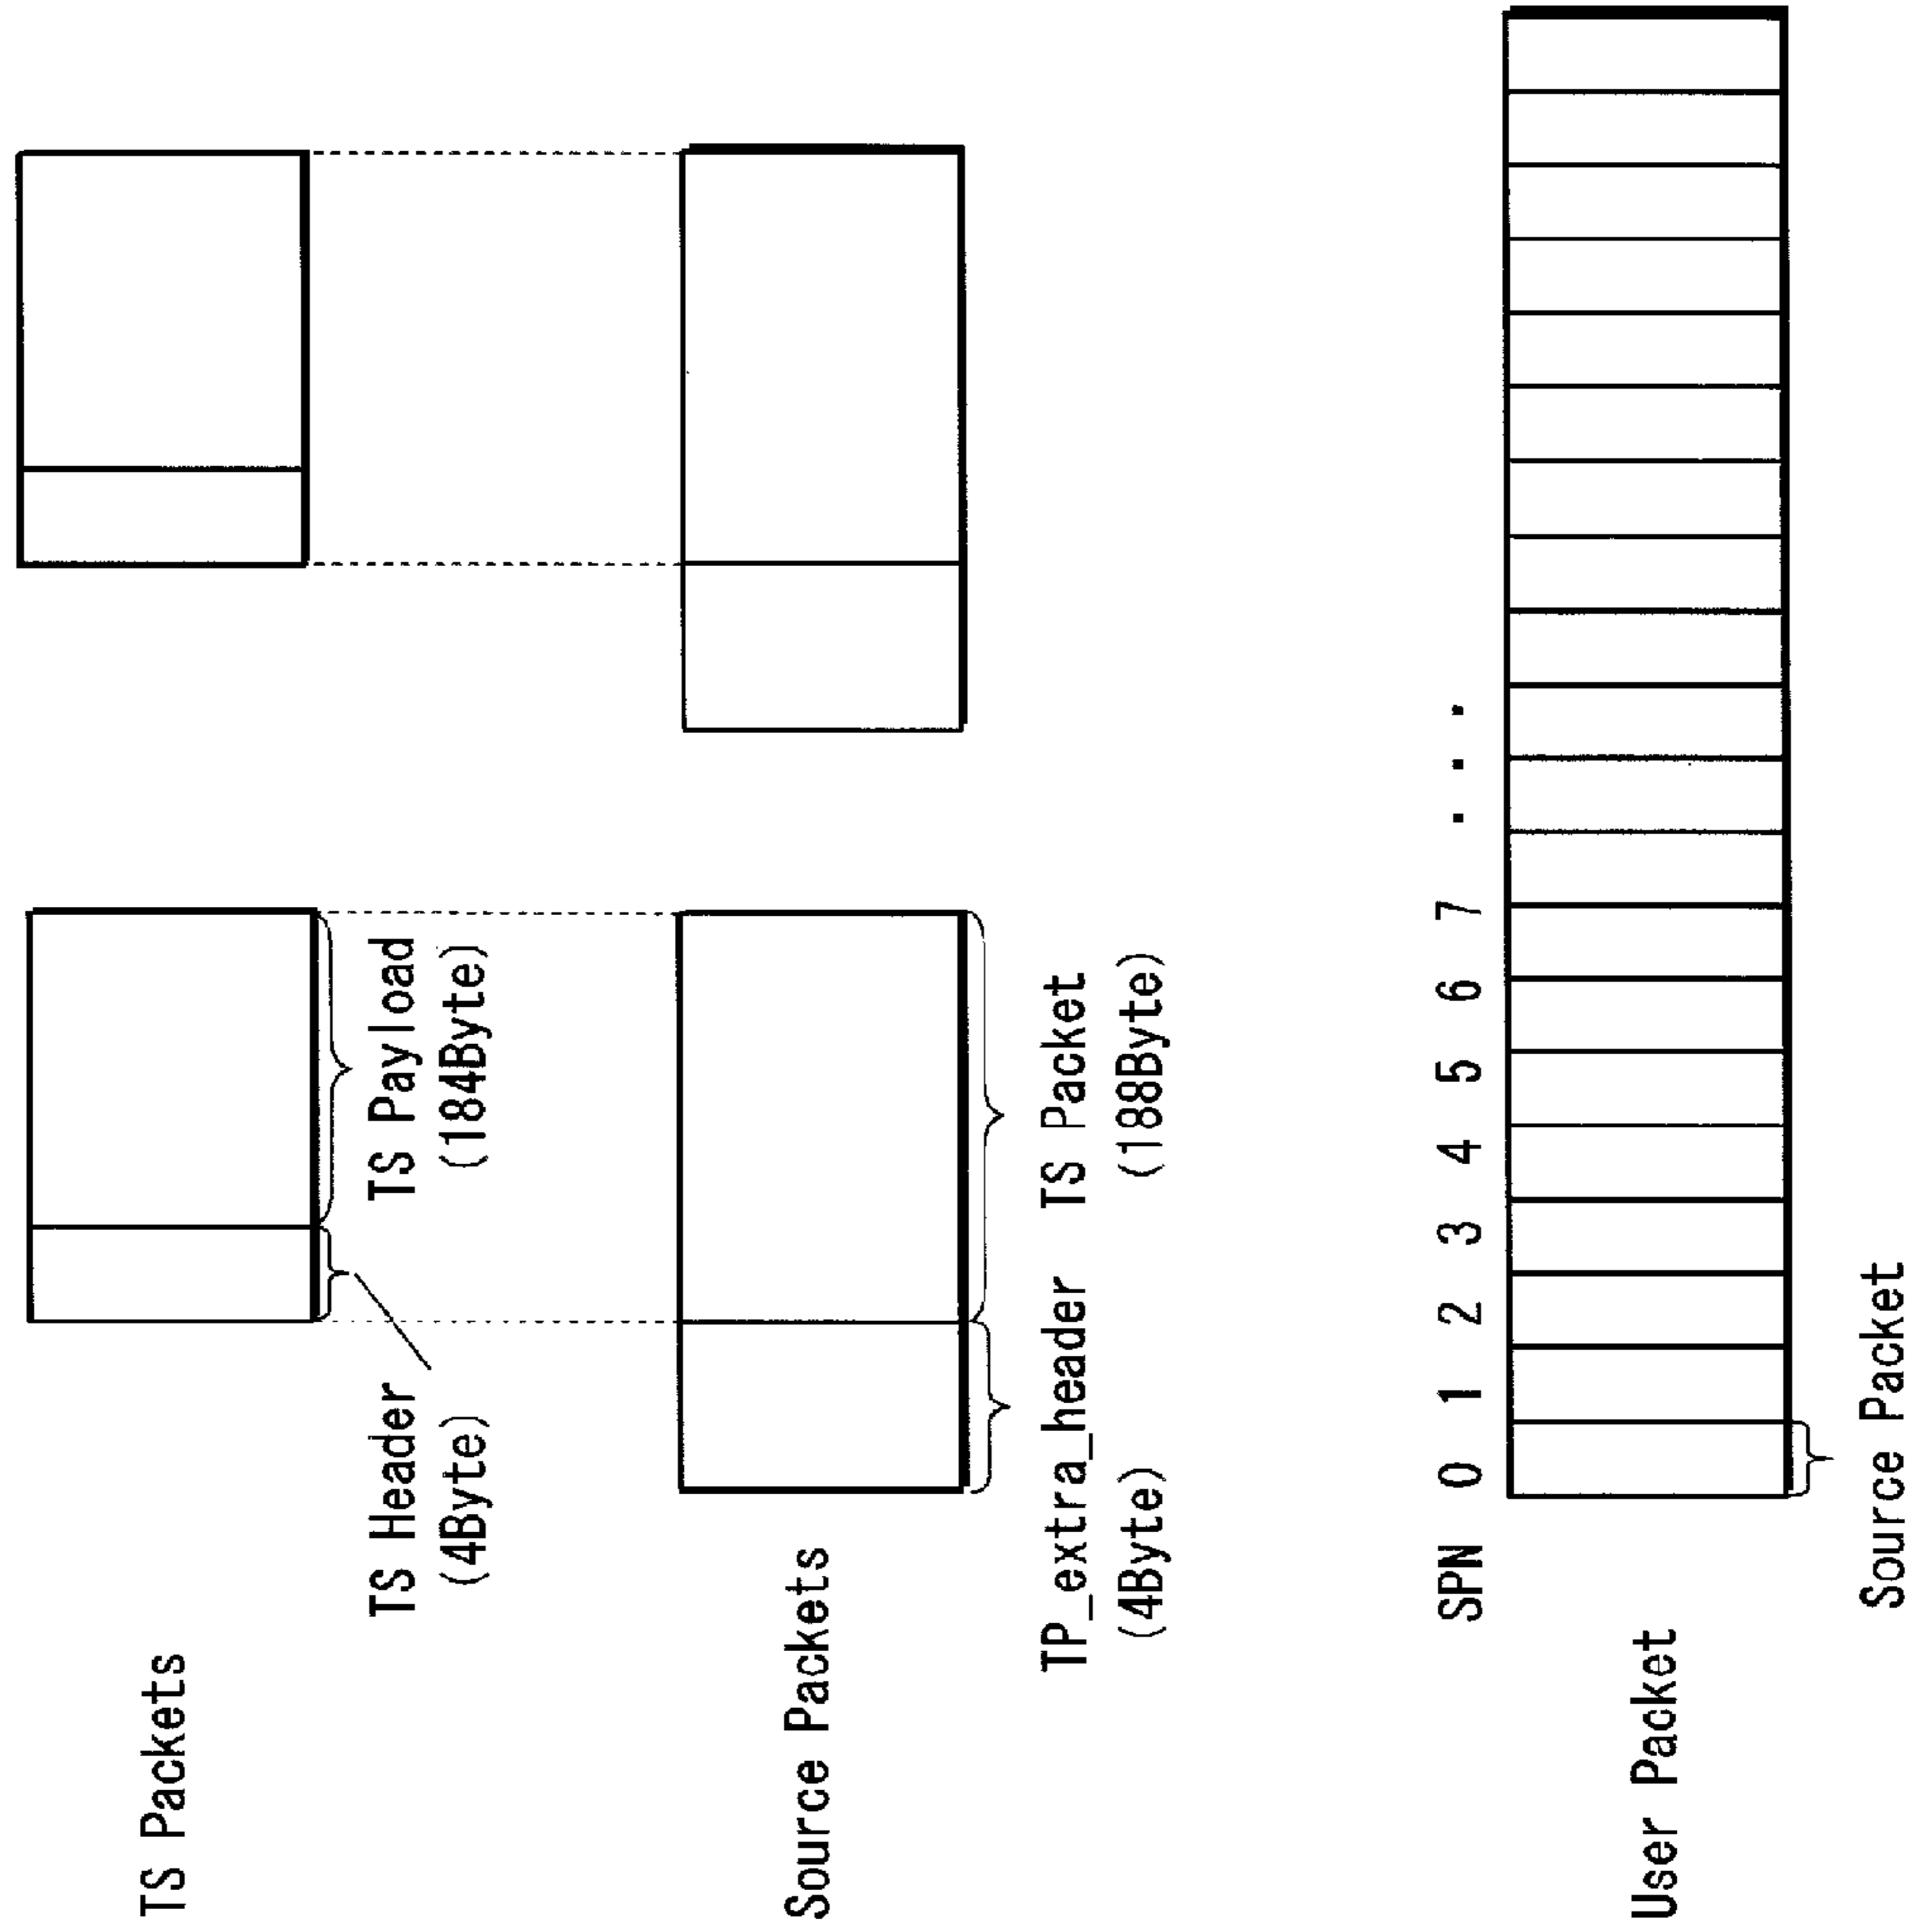 TS Packets
TS Header
(4Byte)
TS Payload
(184Byte)
Source Packets
TP_extra_header
(4Byte)
TS Packet
(188Byte)
SPN 0 1 2 3 4 5 6 7 ...
User Packet
Source Packet